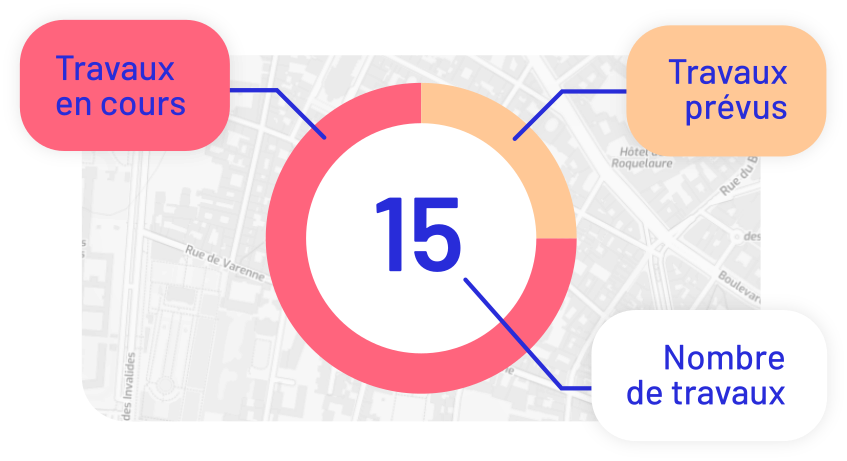 Travaux
en cours
Travaux
prévus
Hôtel de
Roquelaure
Rue du B
15
des
Rue de Varenne
Boulevar
Nombre
de travaux
des Invalides